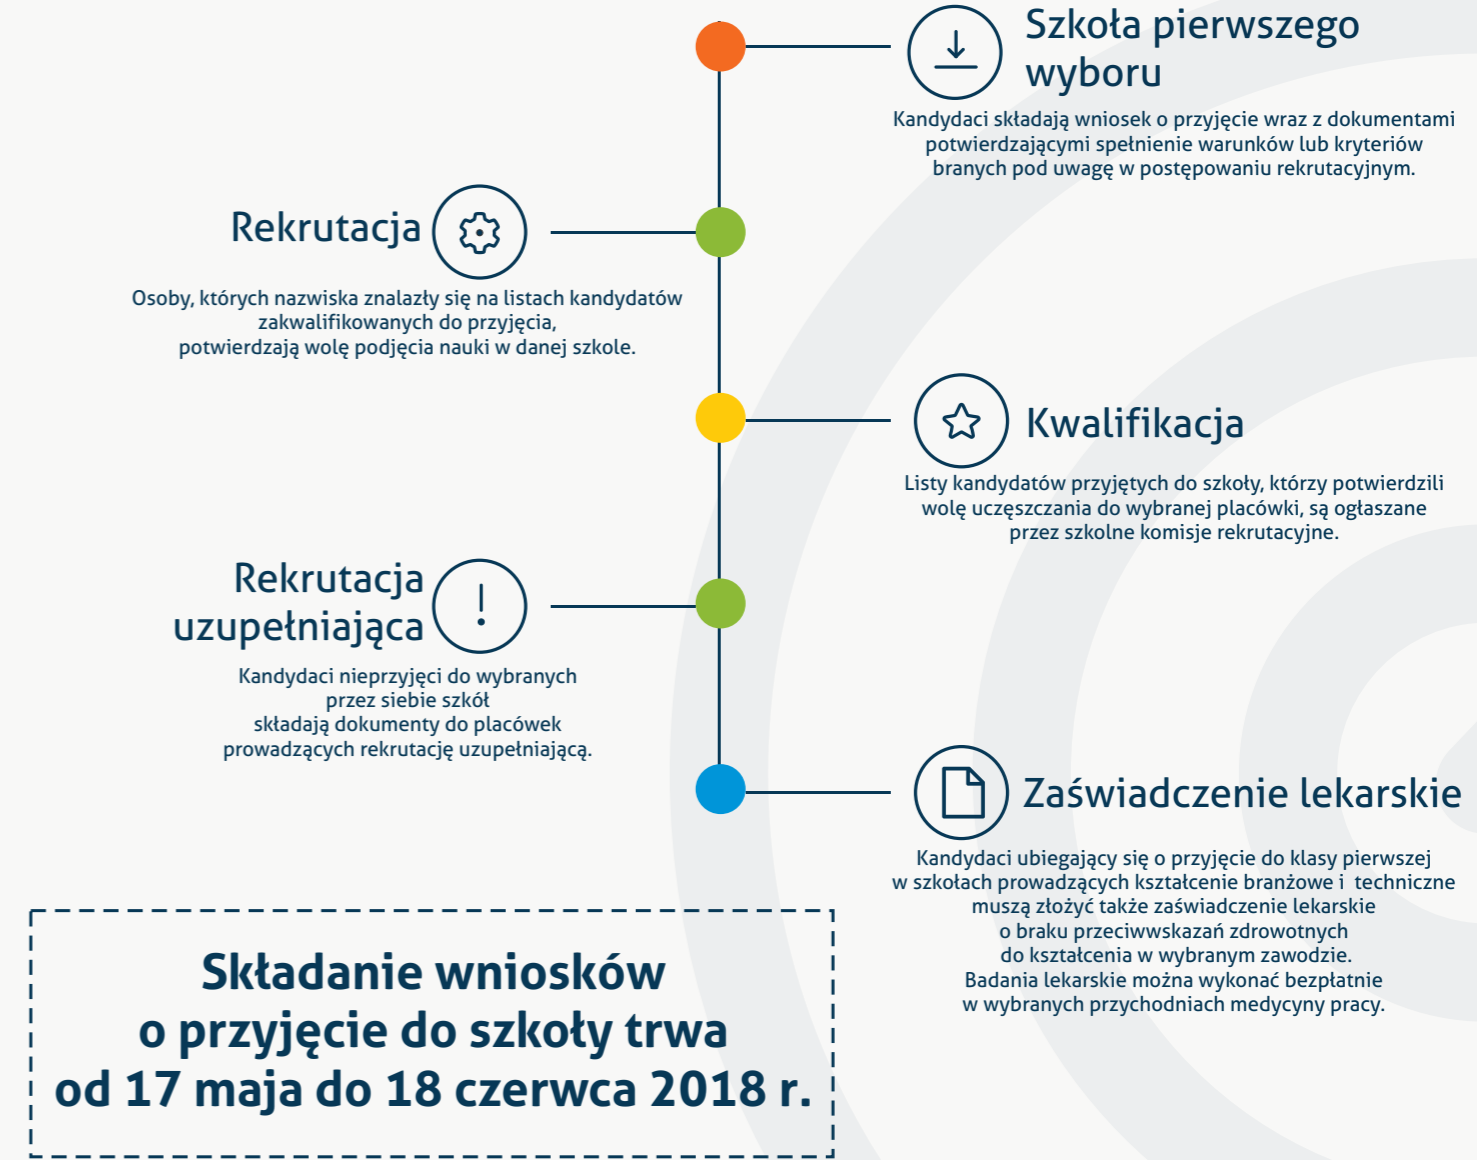 Szkoła pierwszego
wyboru
Kandydaci składają wniosek o przyjęcie wraz z dokumentami
potwierdzającymi spełnienie warunków lub kryteriów
branych pod uwagę w postępowaniu rekrutacyjnym.
Rekrutacja
Osoby, których nazwiska znalazły się na listach kandydatów
zakwalifikowanych do przyjęcia,
potwierdzają wolę podjęcia nauki w danej szkole.
Kwalifikacja
Listy kandydatów przyjętych do szkoły, którzy potwierdzili
wolę uczęszczania do wybranej placówki, są ogłaszane
przez szkolne komisje rekrutacyjne.
Rekrutacja
uzupełniająca
Kandydaci nieprzyjęci do wybranych
przez siebie szkół
składają dokumenty do placówek
prowadzących rekrutację uzupełniającą.
Zaświadczenie lekarskie
Kandydaci ubiegający się o przyjęcie do klasy pierwszej
w szkołach prowadzących kształcenie branżowe i techniczne
muszą złożyć także zaświadczenie lekarskie
o braku przeciwwskazań zdrowotnych
do kształcenia w wybranym zawodzie.
Badania lekarskie można wykonać bezpłatnie
w wybranych przychodniach medycyny pracy.
Składanie wniosków
o przyjęcie do szkoły trwa
od 17 maja do 18 czerwca 2018 r.